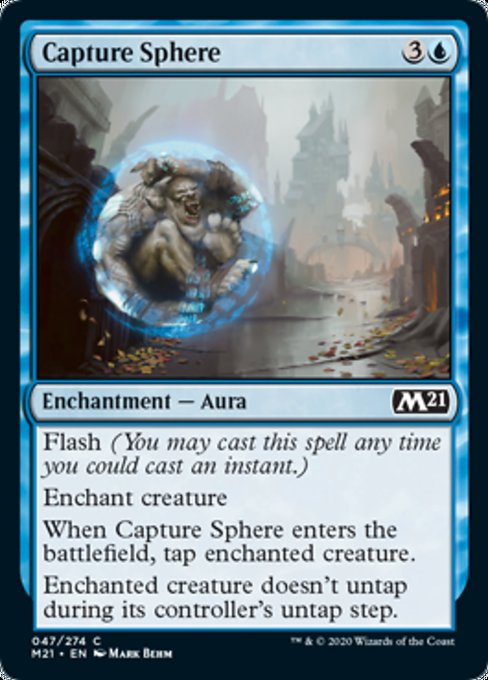 Capture Sphere 3
Enchantment — Aura M21
Flash (You may cast this spell any time
you could cast an instant.)
Enchant creature
When Capture Sphere enters the
battlefield, tap enchanted creature.
Enchanted creature doesn't untap
during its controller's untap step.
047/274 C ™ & © 2020 Wizards of the Coast
M21 • EN Mark Behm